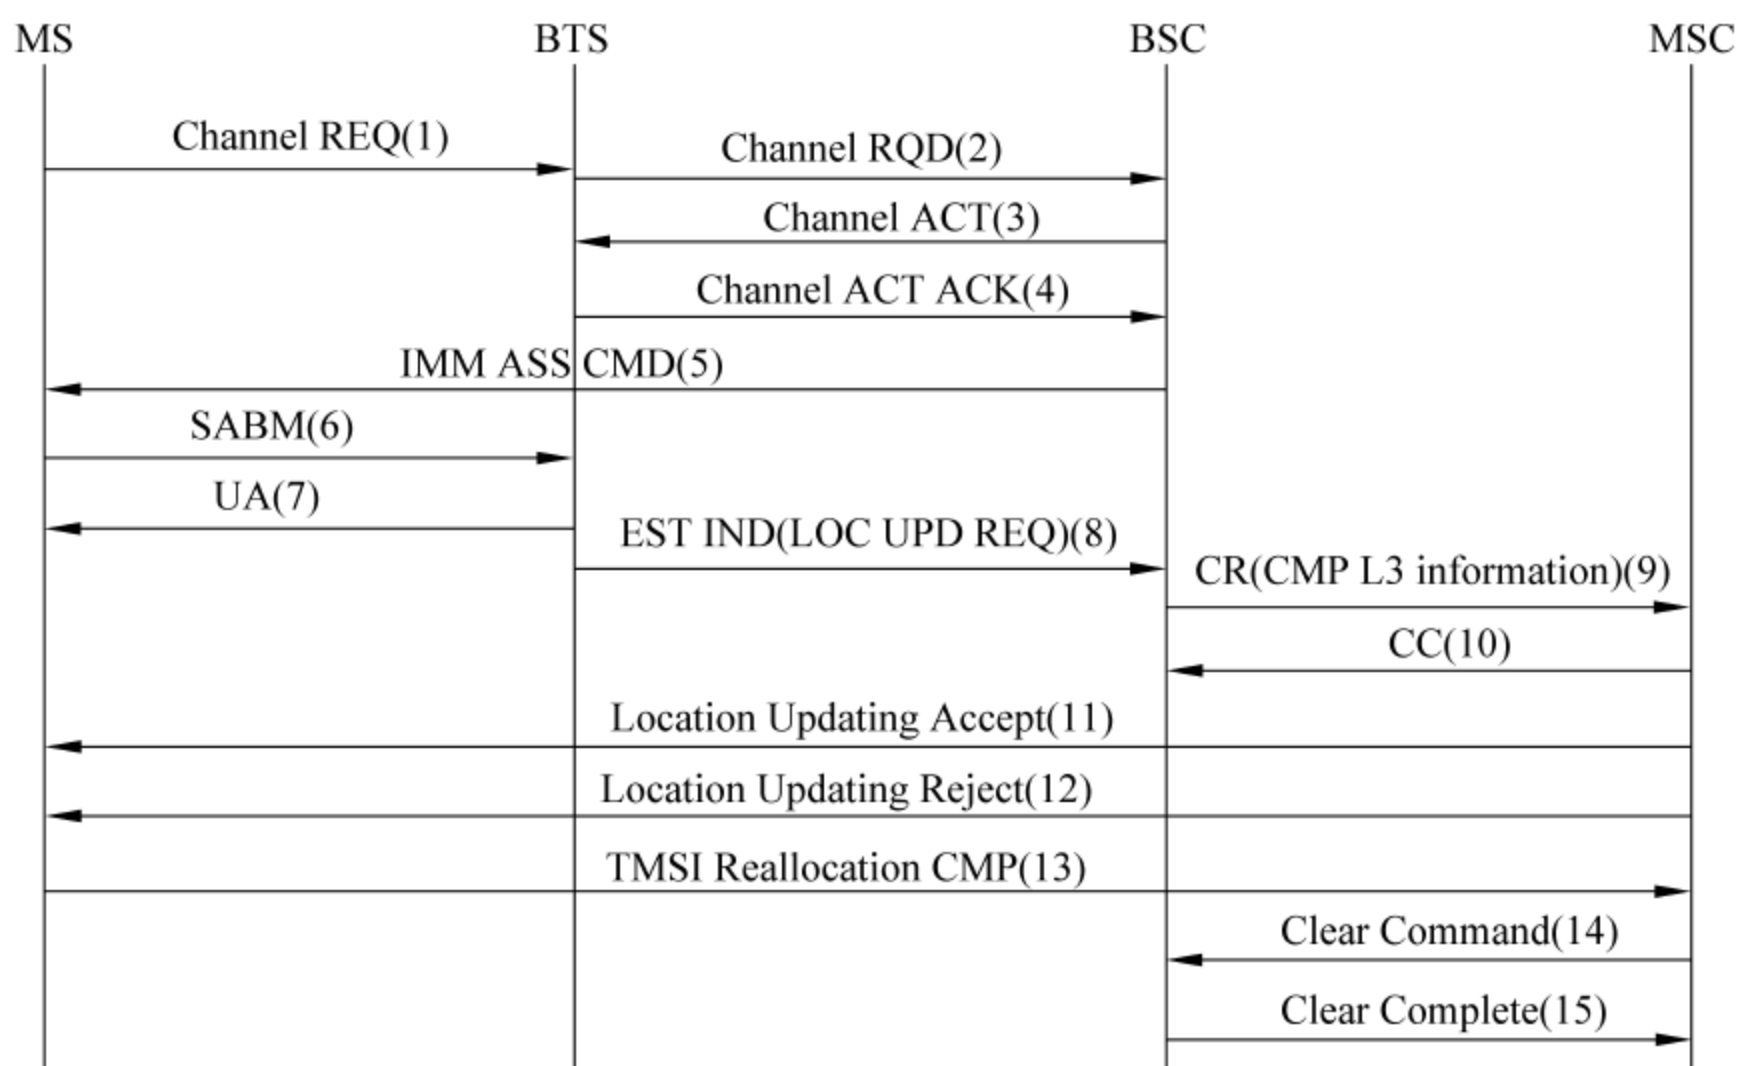 MS BTS BSC MSC
Channel REQ(1)
Channel RQD(2)
Channel ACT(3)
Channel ACT ACK(4)
IMM ASS CMD(5)
SABM(6)
UA(7)
EST IND(LOC UPD REQ)(8)
CR(CMP L3 information)(9)
CC(10)
Location Updating Accept(11)
Location Updating Reject(12)
TMSI Reallocation CMP(13)
Clear Command(14)
Clear Complete(15)